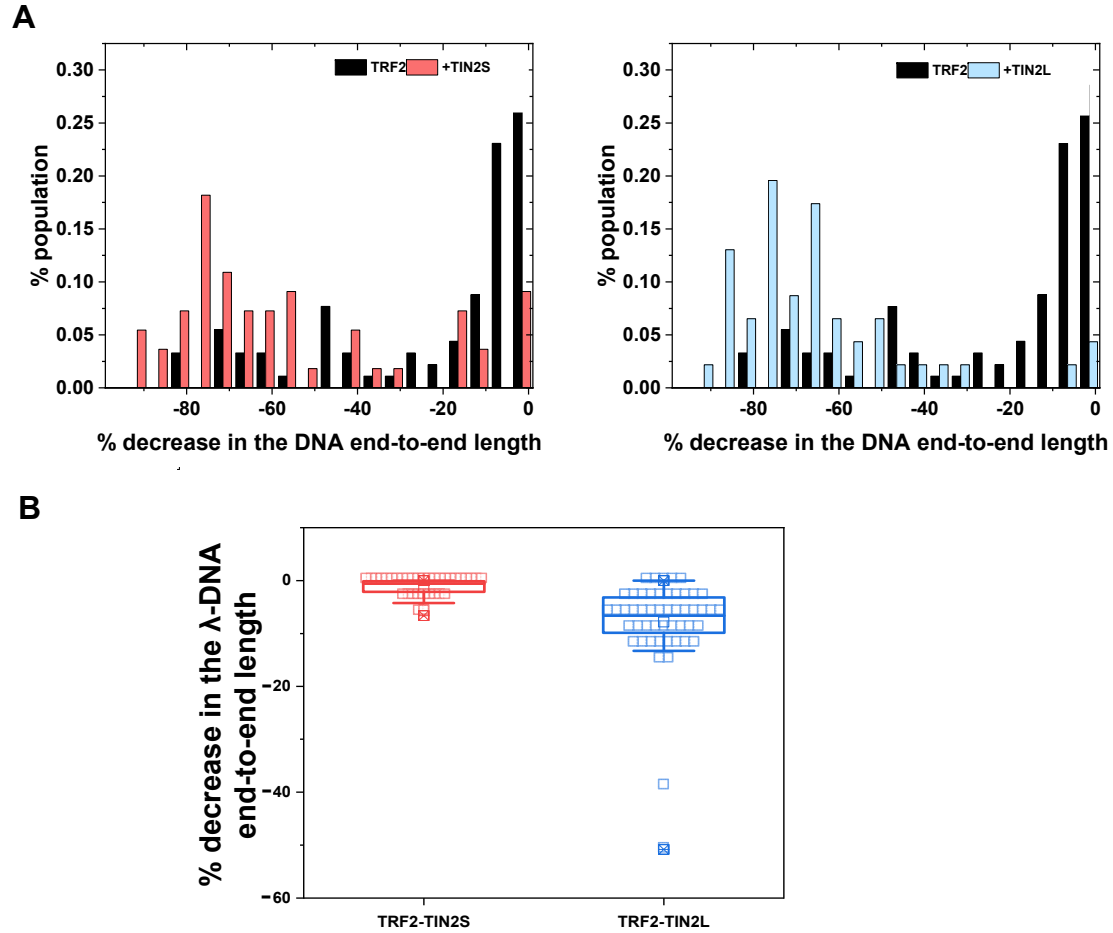 A
0.30
0.25
0.20
0.15
0.10
0.05
0.00
% population
TRF2 +TIN2S
-80 -60 -40 -20 0
% decrease in the DNA end-to-end length
0.30
0.25
0.20
0.15
0.10
0.05
0.00
% population
TRF2 +TIN2L
-80 -60 -40 -20 0
% decrease in the DNA end-to-end length
B
% decrease in the λ-DNA
end-to-end length
0
−20
−40
−60
TRF2-TIN2S TRF2-TIN2L